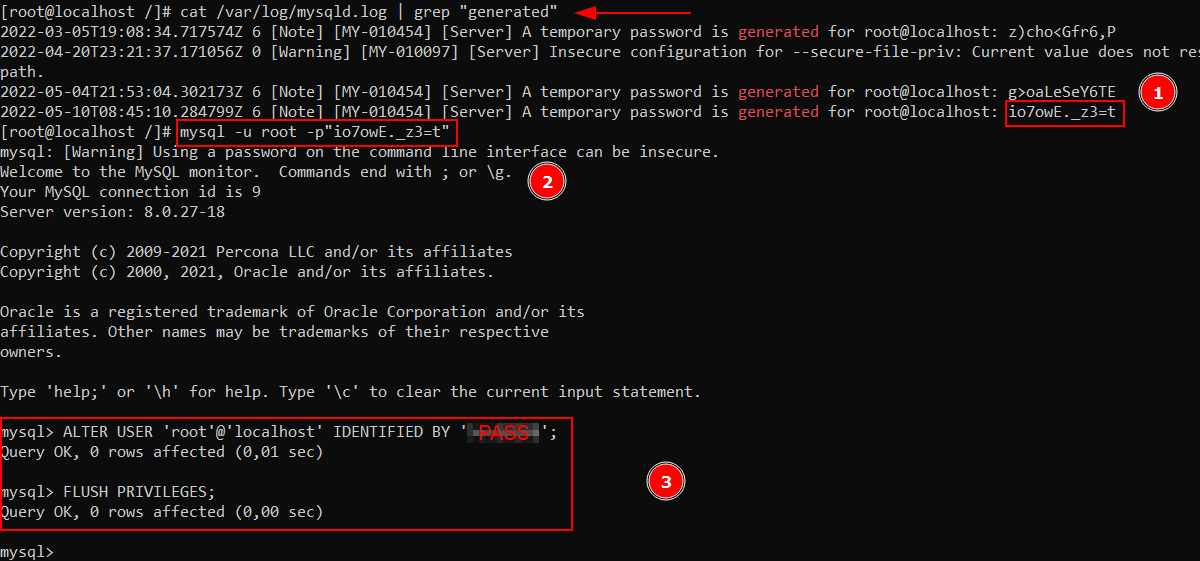 [root@localhost /]# cat /var/log/mysqld.log | grep "generated"
2022-03-05T19:08:34.717574Z 6 [Note] [MY-010454] [Server] A temporary password is generated for root@localhost: z)cho<Gfr6,P
2022-04-20T23:21:37.171056Z 0 [Warning] [MY-010097] [Server] Insecure configuration for --secure-file-priv: Current value does not res
path.
2022-05-04T21:53:04.302173Z 6 [Note] [MY-010454] [Server] A temporary password is generated for root@localhost: g>oaLeSeY6TE
1
2022-05-10T08:45:10.284799Z 6 [Note] [MY-010454] [Server] A temporary password is generated for root@localhost: io7owE._z3=t
[root@localhost /]# mysql -u root -p"io7owE._z3=t"
mysql: [Warning] Using a password on the command line interface can be insecure.
Welcome to the MySQL monitor.  Commands end with ; or \g.
2
Your MySQL connection id is 9
Server version: 8.0.27-18
Copyright (c) 2009-2021 Percona LLC and/or its affiliates
Copyright (c) 2000, 2021, Oracle and/or its affiliates.
Oracle is a registered trademark of Oracle Corporation and/or its
affiliates. Other names may be trademarks of their respective
owners.
Type 'help;' or '\h' for help. Type '\c' to clear the current input statement.
mysql> ALTER USER 'root'@'localhost' IDENTIFIED BY 'PASS';
Query OK, 0 rows affected (0,01 sec)
3
mysql> FLUSH PRIVILEGES;
Query OK, 0 rows affected (0,00 sec)
mysql>